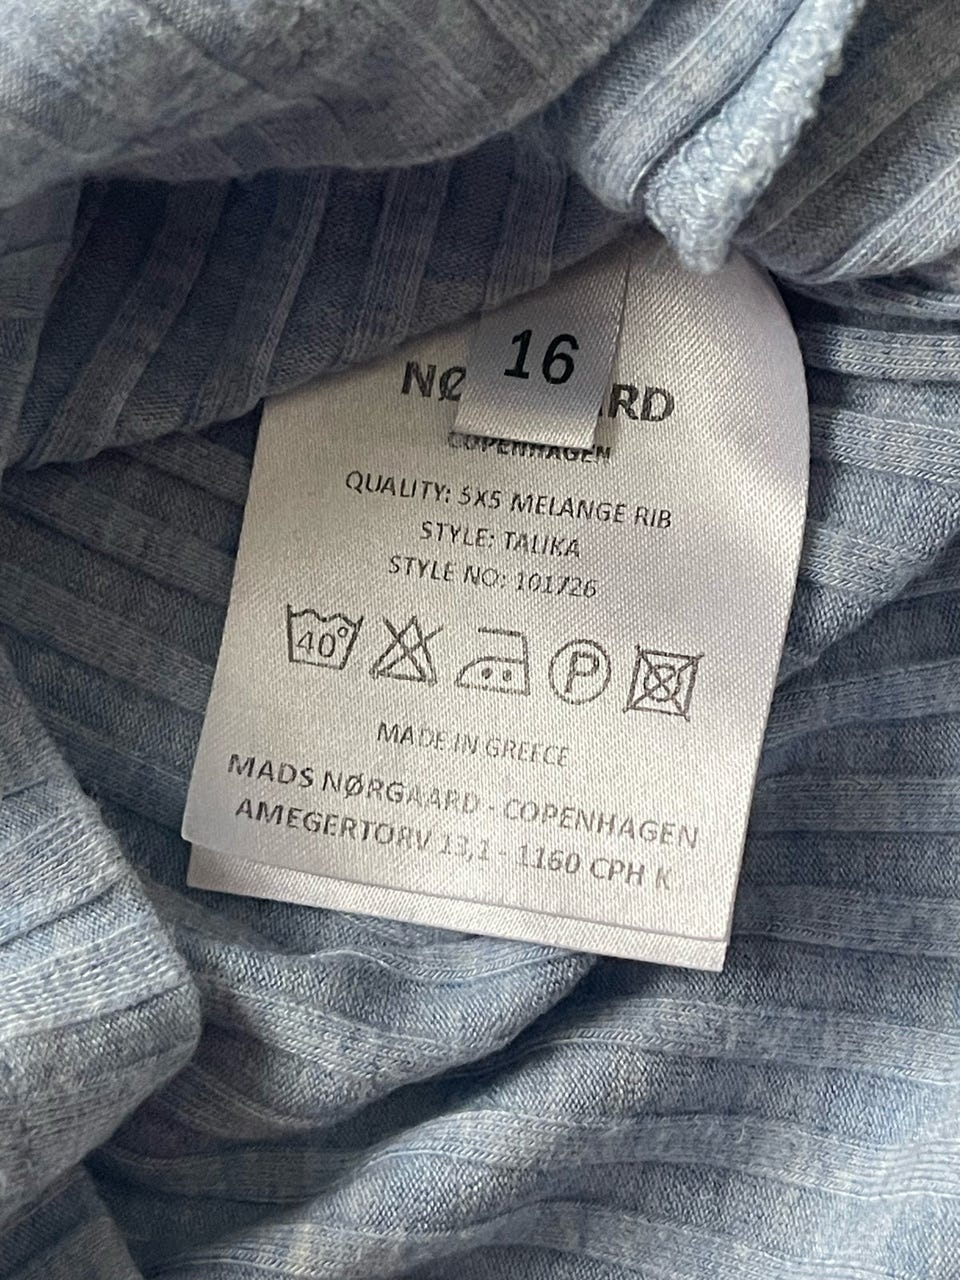 16
NØ ARD
COPENHAGEN
QUALITY: 5X5 MELANGE RIB
STYLE: TALIKA
STYLE NO: 101726
40°
P
MADE IN GREECE
MADS NØRGAARD - COPENHAGEN
AMEGERTORV 13,1 - 1160 CPH K